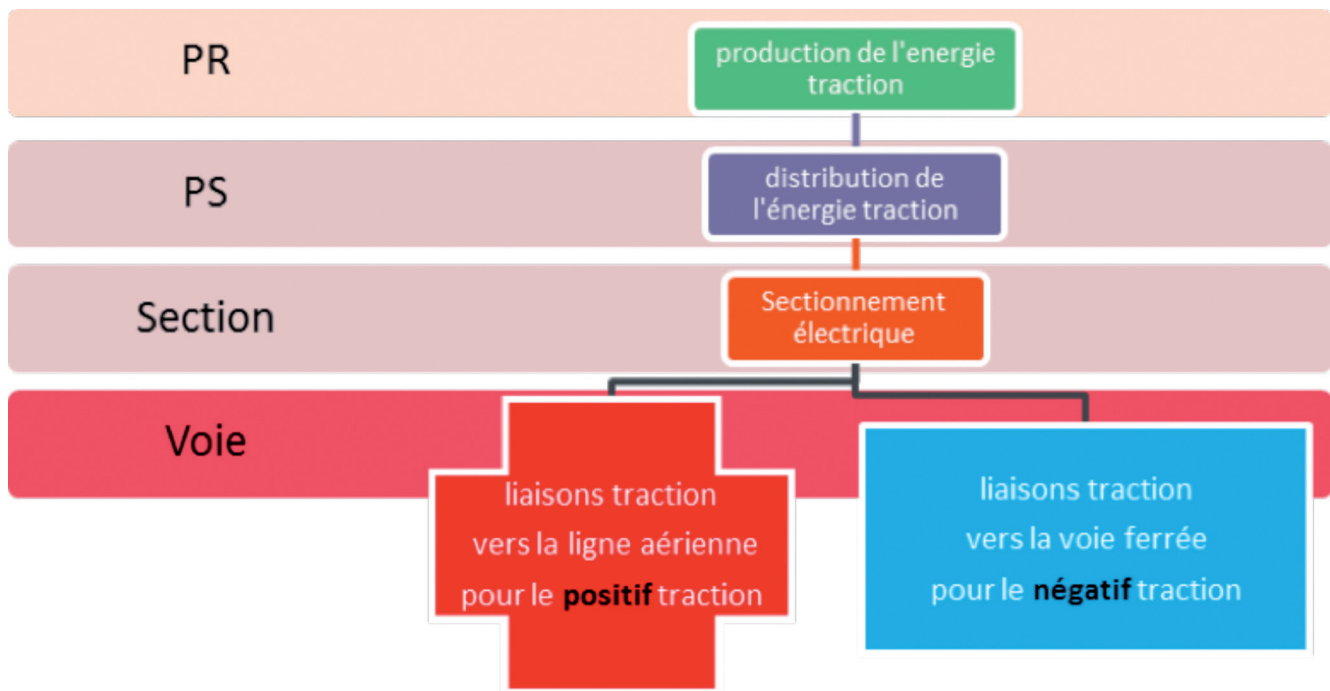 PR
production de l'energie
traction
PS
distribution de
l'énergie traction
Section
Sectionnement
électrique
Voie
liaisons traction
vers la ligne aérienne
pour le positif traction
liaisons traction
vers la voie ferrée
pour le négatif traction